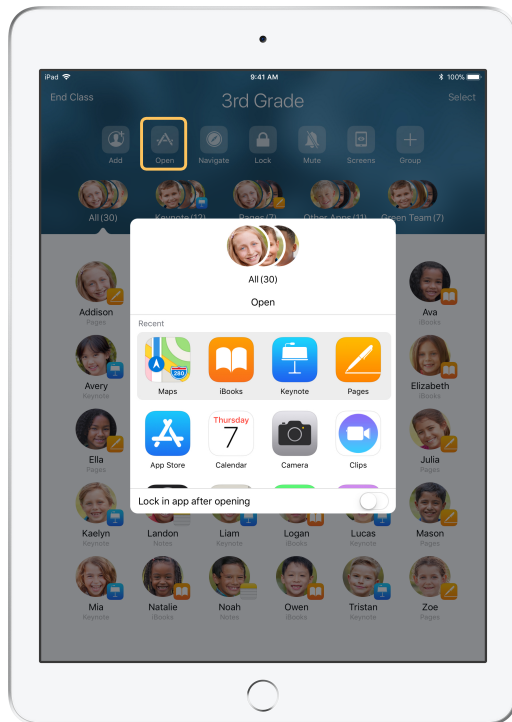 iPad 9:41 AM 100%
End Class 3rd Grade Select
Add Open Navigate Lock Mute Screens Group
All (30) Keynote (12) Pages (7) Other Apps (11) Green Team (7)
All (30)
Open
Recent
Maps iBooks Keynote Pages
280
App Store Calendar Camera Clips
Thursday
7
Lock in app after opening
Addison Ava
Pages iBooks
Avery Elizabeth
Keynote iBooks
Ella Julia
Pages Pages
Kaelyn Landon Liam Logan Lucas Mason
Keynote Notes Keynote iBooks Keynote Pages
Mia Natalie Noah Owen Tristan Zoe
Keynote iBooks Notes iBooks Keynote Pages